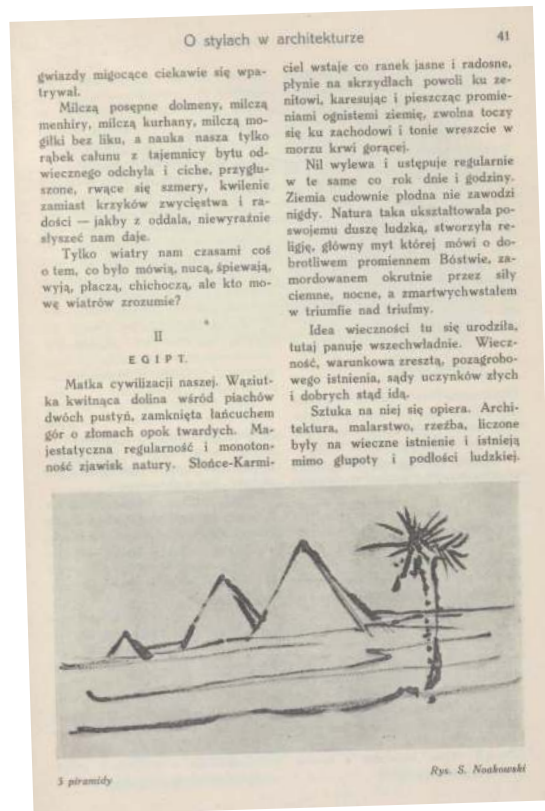 O stylach w architekturze
41
gwiazdy migocące ciekawie się wpa-
trywał.
Milczą posępne dolmeny, milczą
menhiry, milczą kurhany, milczą mo-
giłki bez liku, a nauka nasza tylko
rąbek całunu z tajemnicy bytu od-
wiecznego odchyla i ciche, przygłu-
szone, rwące się szmery, kwilenie
zamiast krzyków zwycięstwa i ra-
dości — jakby z oddala, niewyraźnie
słyszeć nam daje.
Tylko wiatry nam czasami coś
o tem, co było mówią, nucą, śpiewają,
wyją, płaczą, chichoczą, ale kto mo-
wę wiatrów zrozumie?
II
EGIPT.
Matka cywilizacji naszej. Wąziut-
ka kwitnąca dolina wśród piachów
dwóch pustyń, zamknięta łańcuchem
gór o złomach opok twardych. Ma-
jestatyczna regularność i monoton-
ność zjawisk natury. Słońce-Karmi-
ciel wstaje co ranek jasne i radosne,
płynie na skrzydłach powoli ku ze-
nitowi, karesując i pieszcząc promie-
niami ognistemi ziemię, zwolna toczy
się ku zachodowi i tonie wreszcie w
morzu krwi gorącej.
Nil wylewa i ustępuje regularnie
w te same co rok dnie i godziny.
Ziemia cudownie płodna nie zawodzi
nigdy. Natura taka ukształtowała po-
swojemu duszę ludzką, stworzyła re-
ligję, główny myt której mówi o do-
brotliwem promiennem Bóstwie, za-
mordowanem okrutnie przez siły
ciemne, nocne, a zmartwychwstałem
w triumfie nad triufmy.
Idea wieczności tu się urodziła,
tutaj panuje wszechwładnie. Wiecz-
ność, warunkowa zresztą, pozagrobo-
wego istnienia, sądy uczynków złych
i dobrych stąd idą.
Sztuka na niej się opiera. Archi-
tektura, malarstwo, rzeźba, liczone
były na wieczne istnienie i istnieją
mimo głupoty i podłości ludzkiej.
3 piramidy
Rys. S. Noakowski